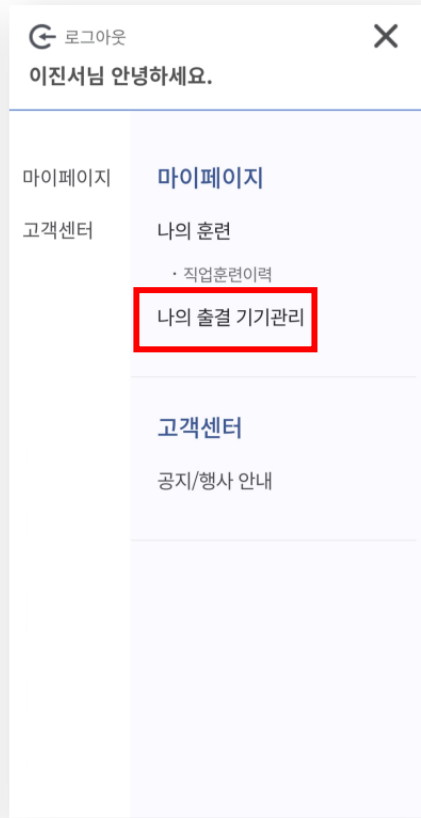 로그아웃
이진서님 안녕하세요.
마이페이지
고객센터
마이페이지
나의 훈련
· 직업훈련이력
나의 출결 기기관리
고객센터
공지/행사 안내